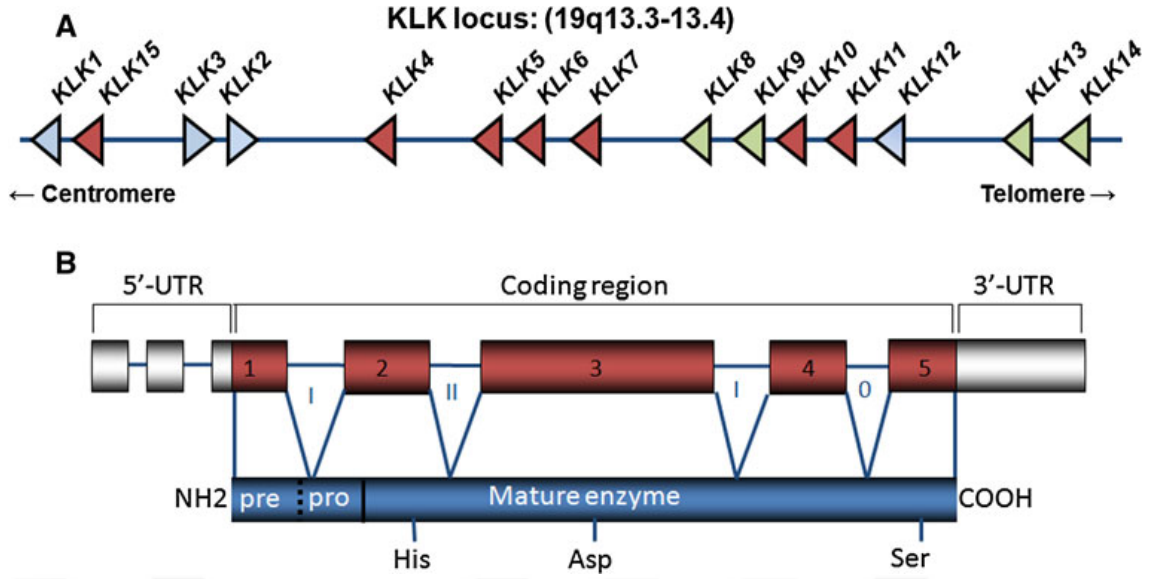 A
KLK locus: (19q13.3-13.4)
KLK1 KLK15 KLK3 KLK2 KLK4 KLK5 KLK6 KLK7 KLK8 KLK9 KLK10 KLK11 KLK12 KLK13 KLK14
← Centromere Telomere →
B
5′-UTR Coding region 3′-UTR
1 2 3 4 5
I II I 0
NH2 pre pro Mature enzyme COOH
His Asp Ser